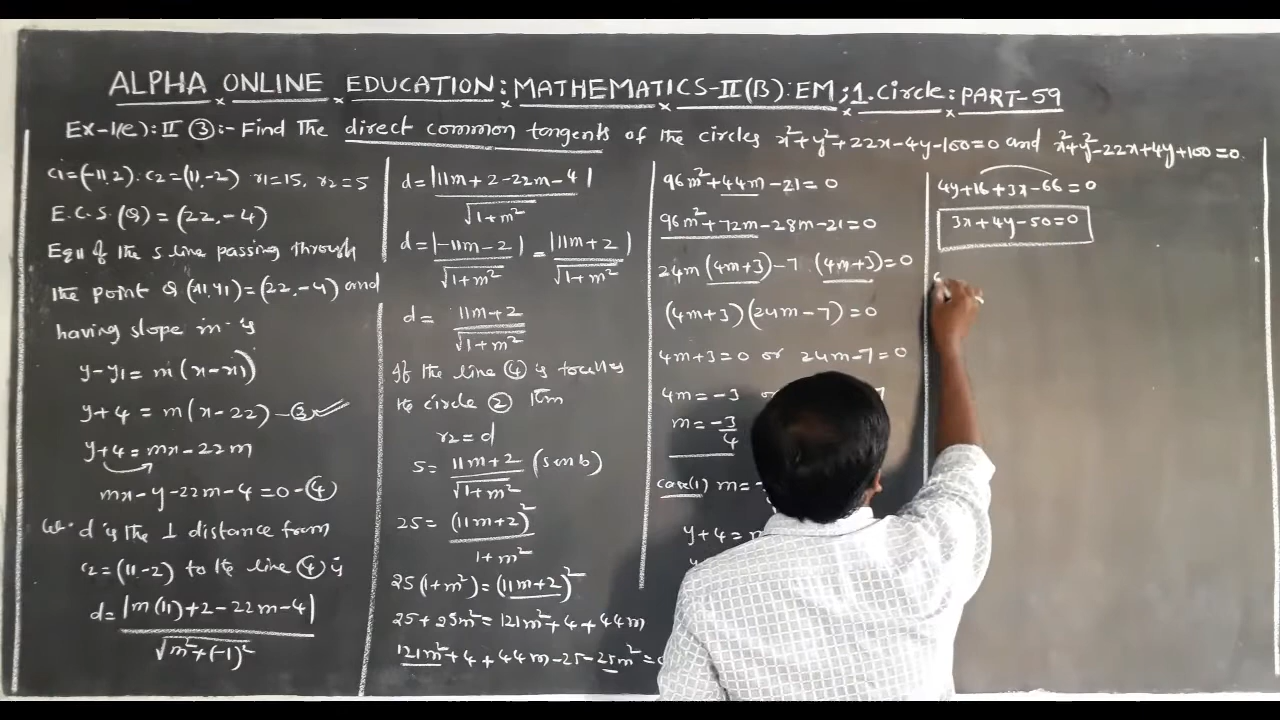 ALPHA ONLINE EDUCATION: MATHEMATICS-II(B): EM; 1. Circle: PART-59
Ex-1(e): II ③:- Find The direct common tangents of the circles x²+y²+22x-4y-100=0 and x²+y²-22x+4y+100=0.
C1=(-11,2). C2=(11,-2) r1=15, r2=5
E.C.S. (Q) = (22,-4)
Eqn of the s line passing through
the point Q (x1,y1)=(22,-4) and
having slope 'm' is
y-y1 = m(x-x1)
y+4 = m(x-22) -③
y+4 = mx-22m
mx-y-22m-4=0-④
d is the ⊥ distance from
C2=(11,-2) to the line ④ is
d= |m(11)+2-22m-4|
√m²+(-1)²
d= |11m+2-22m-4|
√1+m²
d= |-11m-2| / √1+m² = |11m+2| / √1+m²
d= 11m+2
√1+m²
If the line ④ is touches
the circle ② then
r2=d
5= 11m+2 / √1+m² (s on b)
25= (11m+2)²
1+m²
25(1+m²)=(11m+2)²
25+25m²=121m²+4+44m
121m²+4+44m-25-25m²=
96m²+44m-21=0
96m²+72m-28m-21=0
24m(4m+3)-7(4m+3)=0
(4m+3)(24m-7)=0
4m+3=0 or 24m-7=0
4m=-3 7
m= -3/4
case(1) m=-
y+4=
4y+16+3x-66=0
3x+4y-50=0